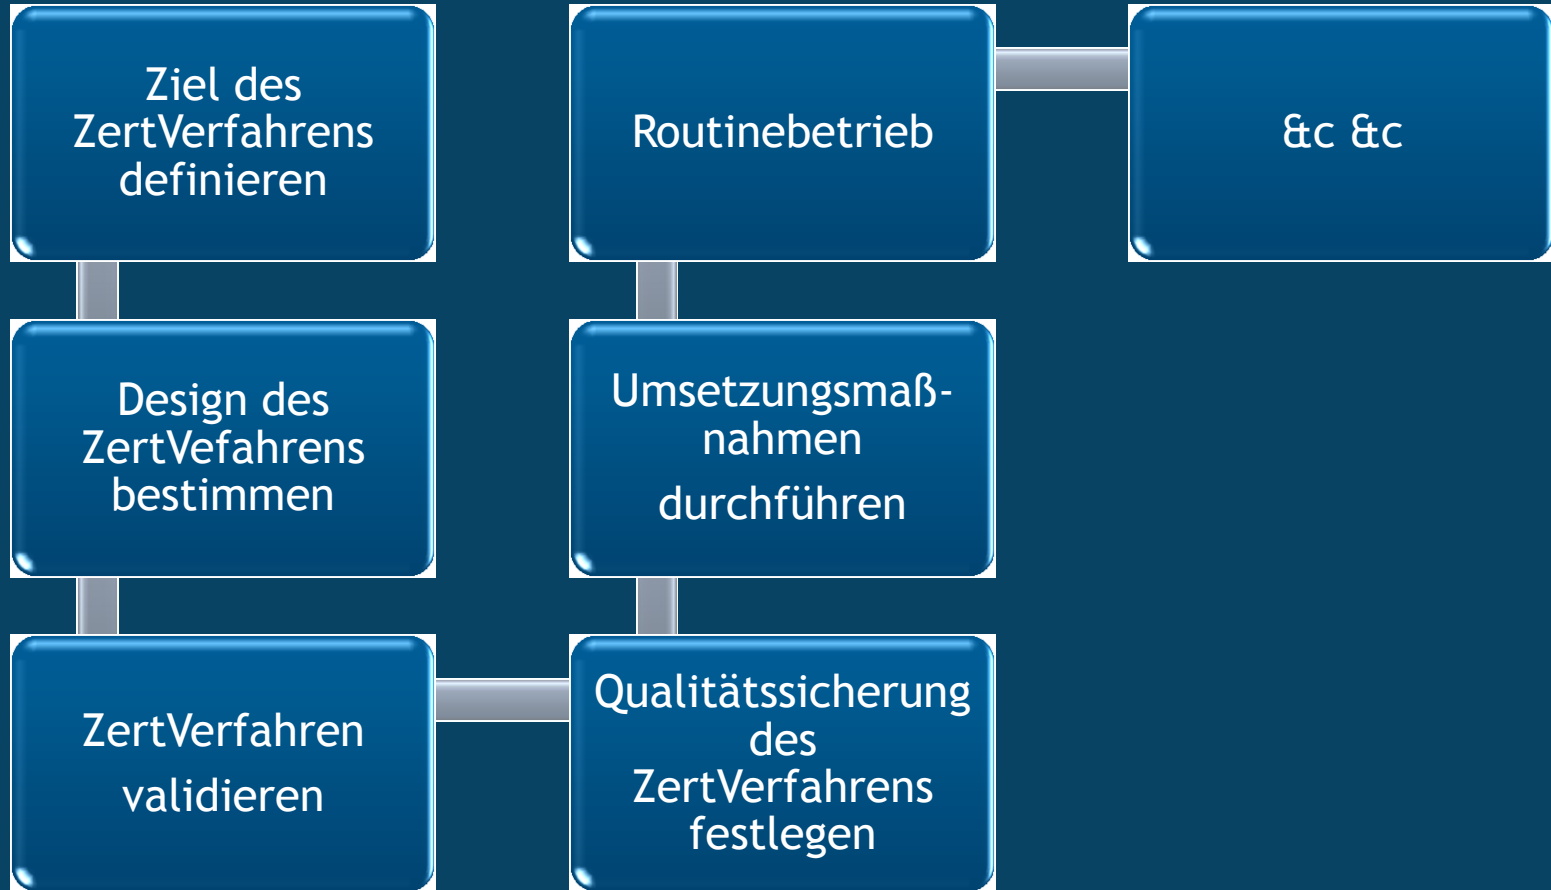 Ziel des
ZertVerfahrens
definieren
Design des
ZertVefahrens
bestimmen
ZertVerfahren
validieren
Qualitätssicherung
des
ZertVerfahrens
festlegen
Umsetzungsmaß-
nahmen
durchführen
Routinebetrieb
&c &c